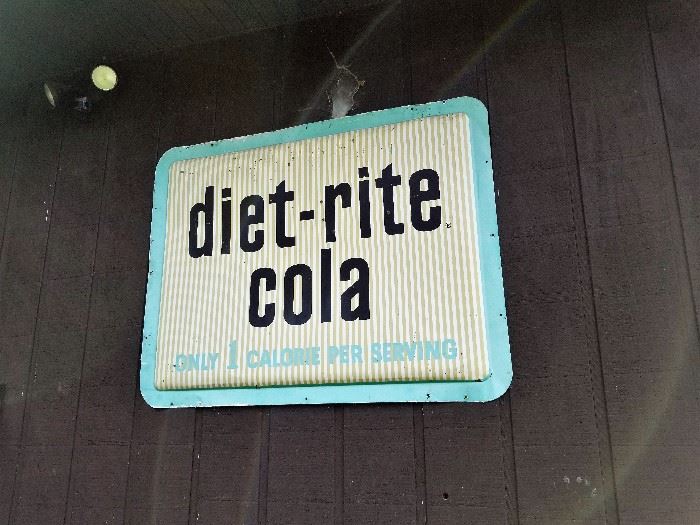 diet-rite
cola
ONLY 1 CALORIE PER SERVING